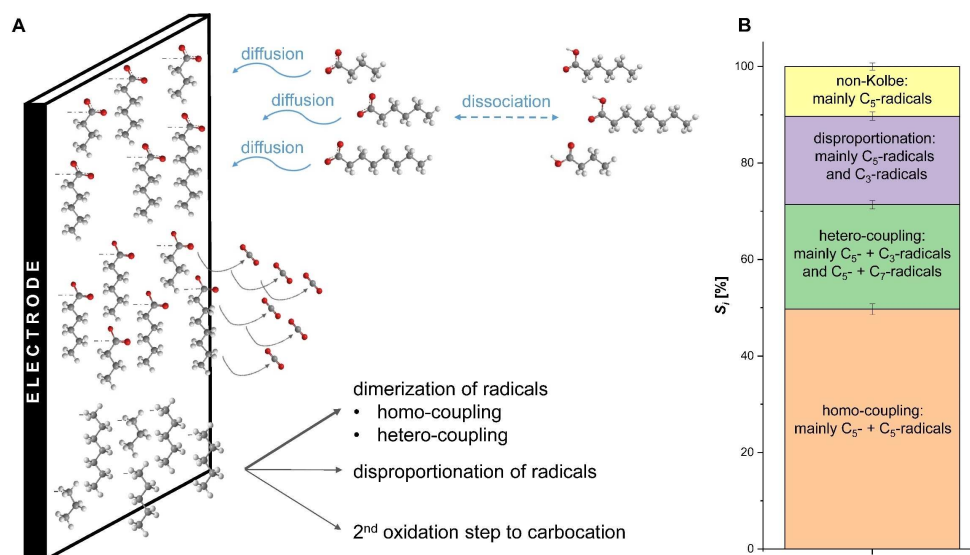 A
ELECTRODE
diffusion
diffusion
diffusion
dissociation
dimerization of radicals
• homo-coupling
• hetero-coupling
disproportionation of radicals
2nd oxidation step to carbocation
B
Si [%]
100
80
60
40
20
0
non-Kolbe:
mainly C5-radicals
disproportionation:
mainly C5-radicals
and C3-radicals
hetero-coupling:
mainly C5- + C3-radicals
and C5- + C7-radicals
homo-coupling:
mainly C5- + C5-radicals